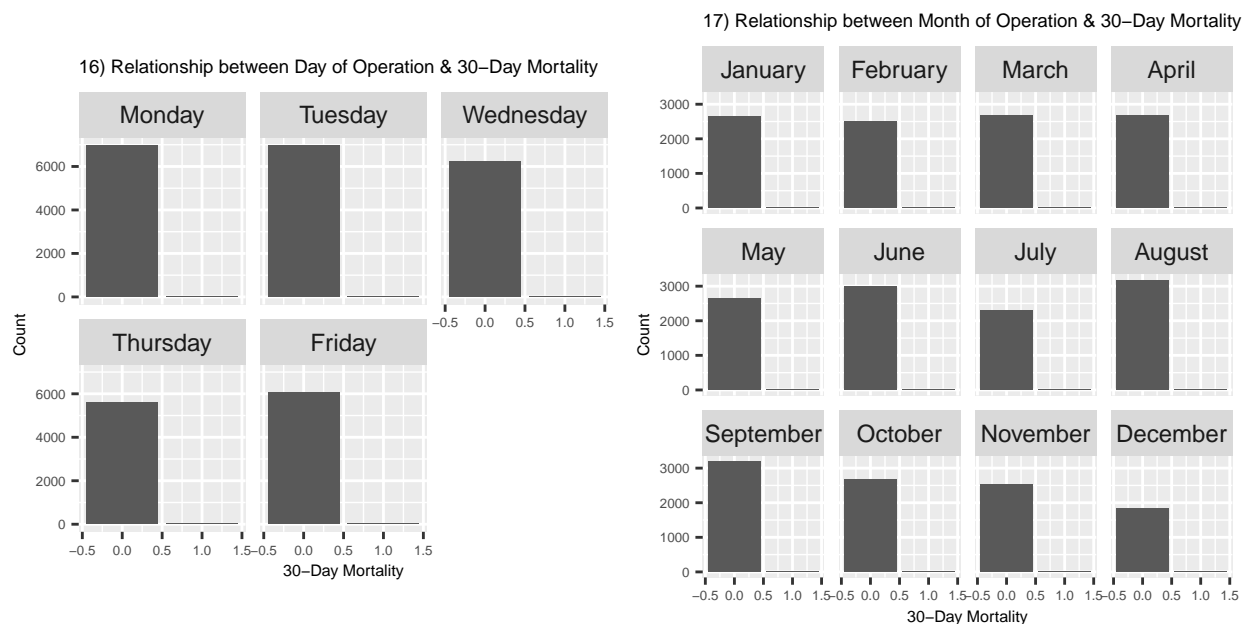 16) Relationship between Day of Operation & 30−Day Mortality
Monday
Tuesday
Wednesday
6000
4000
2000
0
−0.5 0.0 0.5 1.0 1.5
Thursday
Friday
6000
4000
2000
0
−0.5 0.0 0.5 1.0 1.5
−0.5 0.0 0.5 1.0 1.5
Count
30−Day Mortality
17) Relationship between Month of Operation & 30−Day Mortality
January
February
March
April
3000
2000
1000
0
May
June
July
August
3000
2000
1000
0
September
October
November
December
3000
2000
1000
0
−0.5 0.0 0.5 1.0 1.5
−0.5 0.0 0.5 1.0 1.5
−0.5 0.0 0.5 1.0 1.5
−0.5 0.0 0.5 1.0 1.5
Count
30−Day Mortality